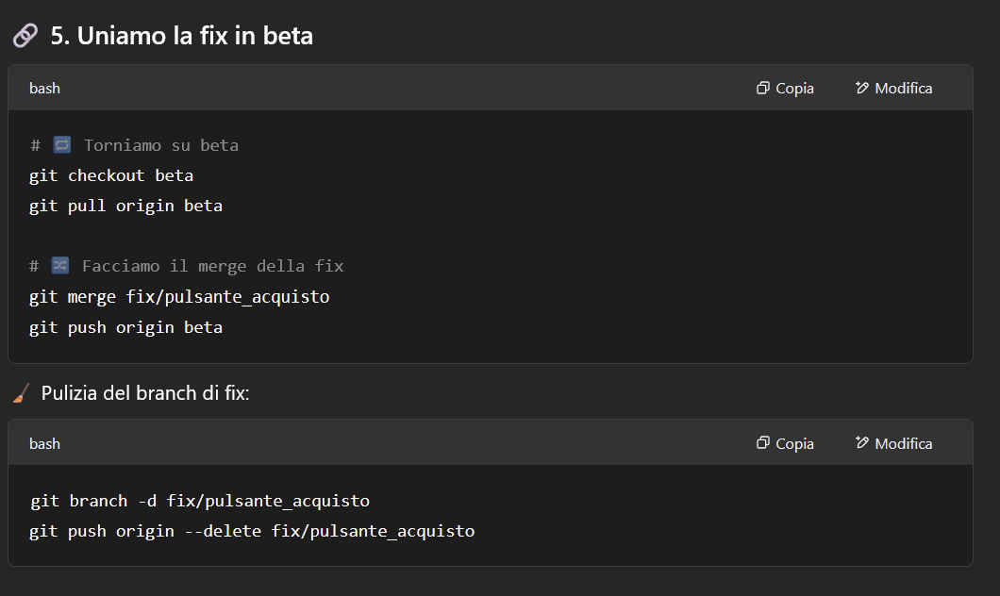 🔗 5. Uniamo la fix in beta
bash
Copia
Modifica
# 🔁 Torniamo su beta
git checkout beta
git pull origin beta
# 🔀 Facciamo il merge della fix
git merge fix/pulsante_acquisto
git push origin beta
🧹 Pulizia del branch di fix:
bash
Copia
Modifica
git branch -d fix/pulsante_acquisto
git push origin --delete fix/pulsante_acquisto